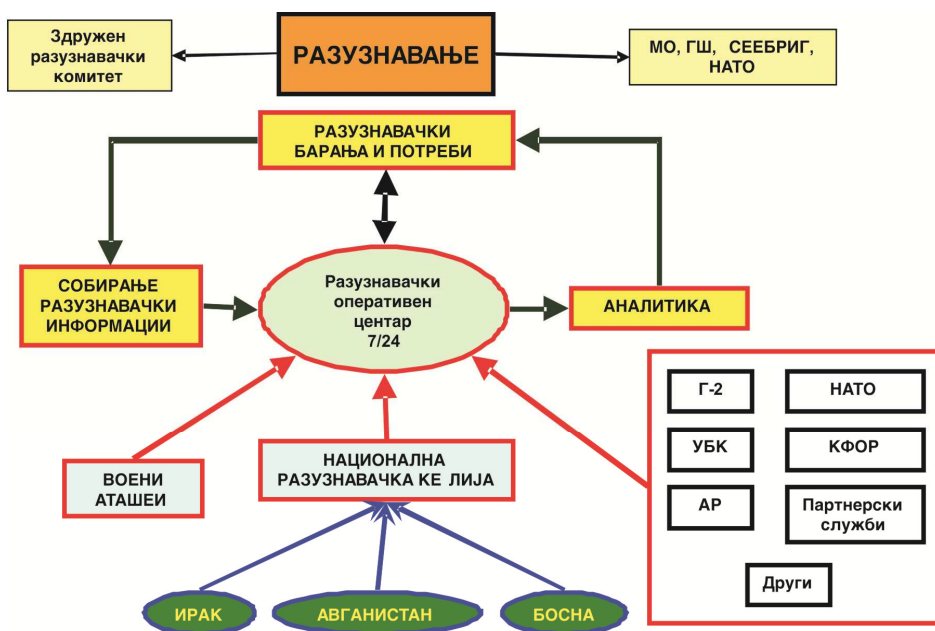 Здружен
разузнавачки
комитет
РАЗУЗНАВАЊЕ
МО, ГШ, СЕЕБРИГ,
НАТО
РАЗУЗНАВАЧКИ
БАРАЊА И ПОТРЕБИ
СОБИРАЊЕ
РАЗУЗНАВАЧКИ
ИНФОРМАЦИИ
Разузнавачки
оперативен
центар
7/24
АНАЛИТИКА
ВОЕНИ
АТАШЕИ
НАЦИОНАЛНА
РАЗУЗНАВАЧКА КЕ ЛИЈА
Г-2
НАТО
УБК
КФОР
АР
Партнерски
служби
Други
ИРАК
АВГАНИСТАН
БОСНА